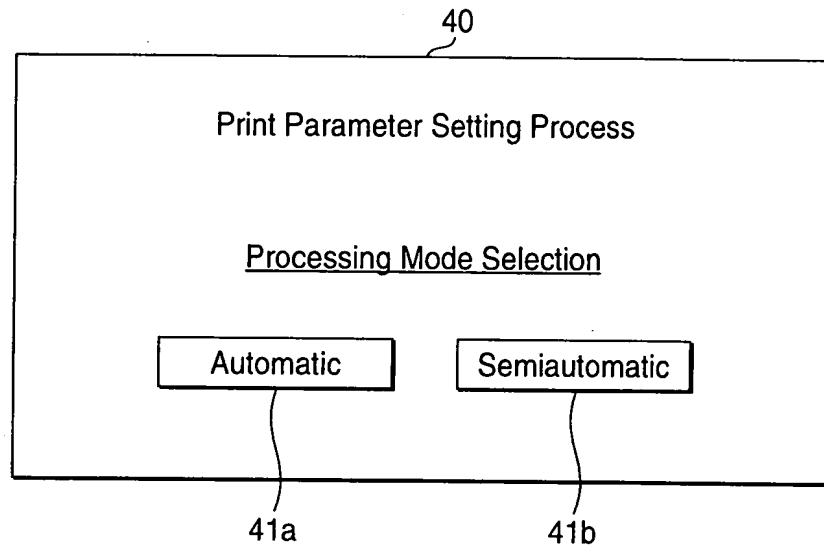 40
Print Parameter Setting Process
Processing Mode Selection
Automatic Semiautomatic
41a 41b